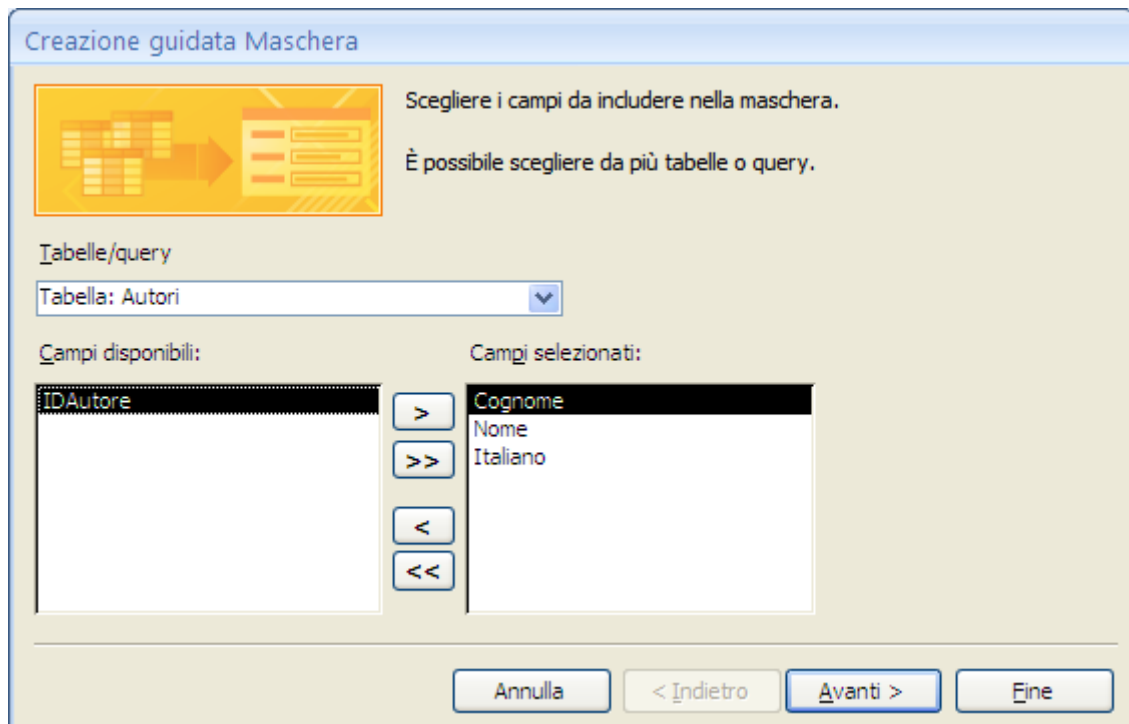 Creazione guidata Maschera
Scegliere i campi da includere nella maschera.
È possibile scegliere da più tabelle o query.
Tabelle/query
Tabella: Autori
Campi disponibili:
Campi selezionati:
IDAutore
>
>>
<
<<
Cognome
Nome
Italiano
Annulla
< Indietro
Avanti >
Fine